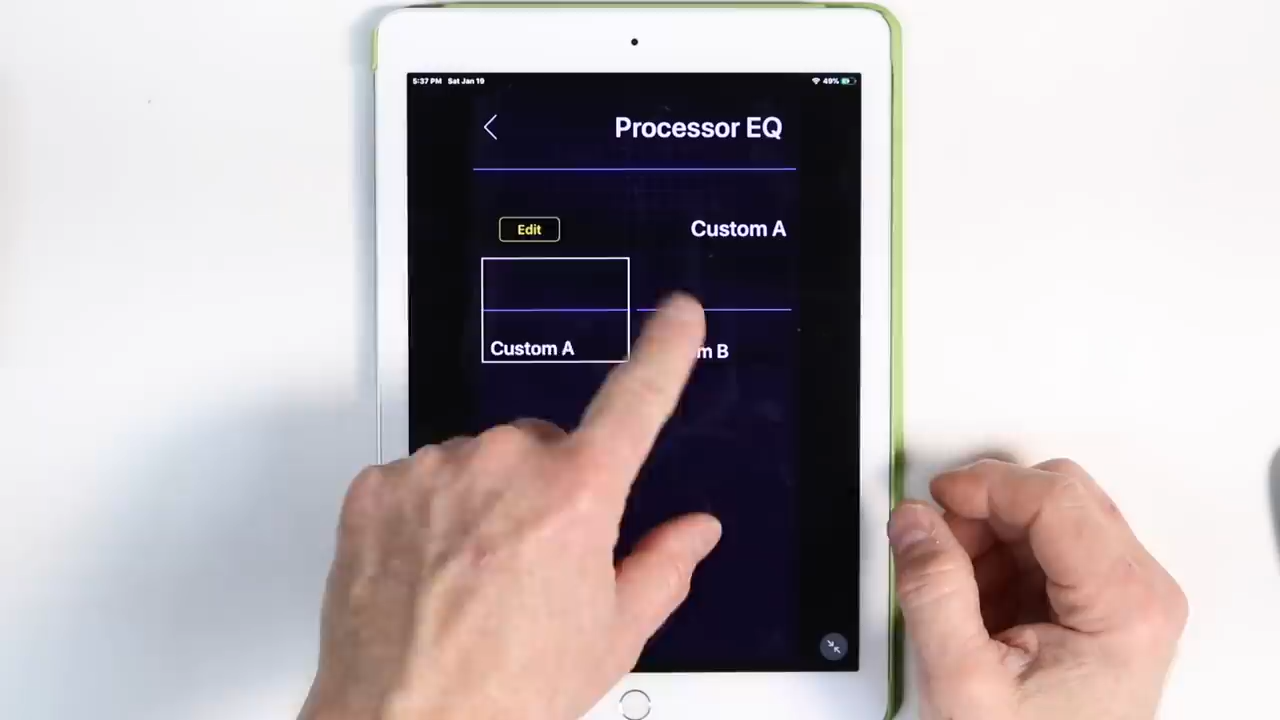 5:37 PM Sat Jan 19 49%
Processor EQ
Edit Custom A
Custom A m B